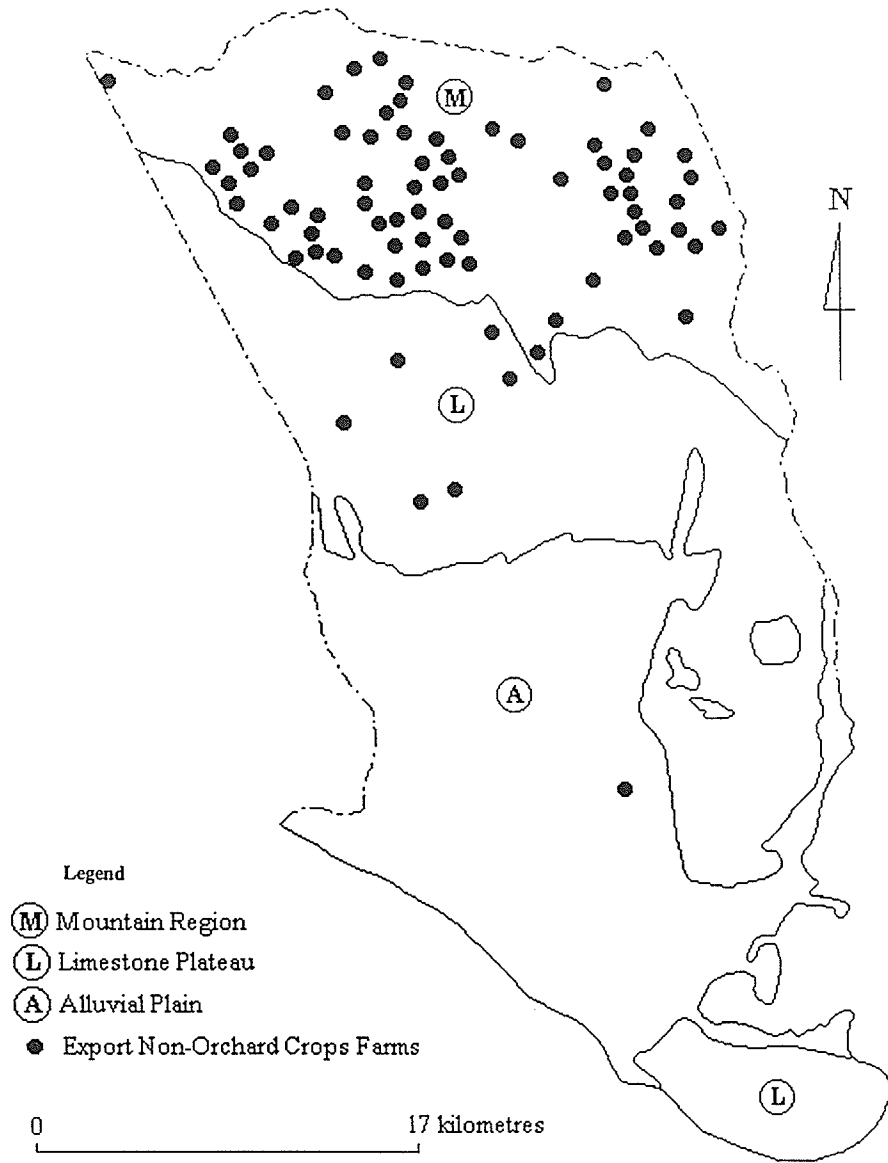 M
N
L
A
Legend
M Mountain Region
L Limestone Plateau
A Alluvial Plain
Export Non-Orchard Crops Farms
L
0 17 kilometres